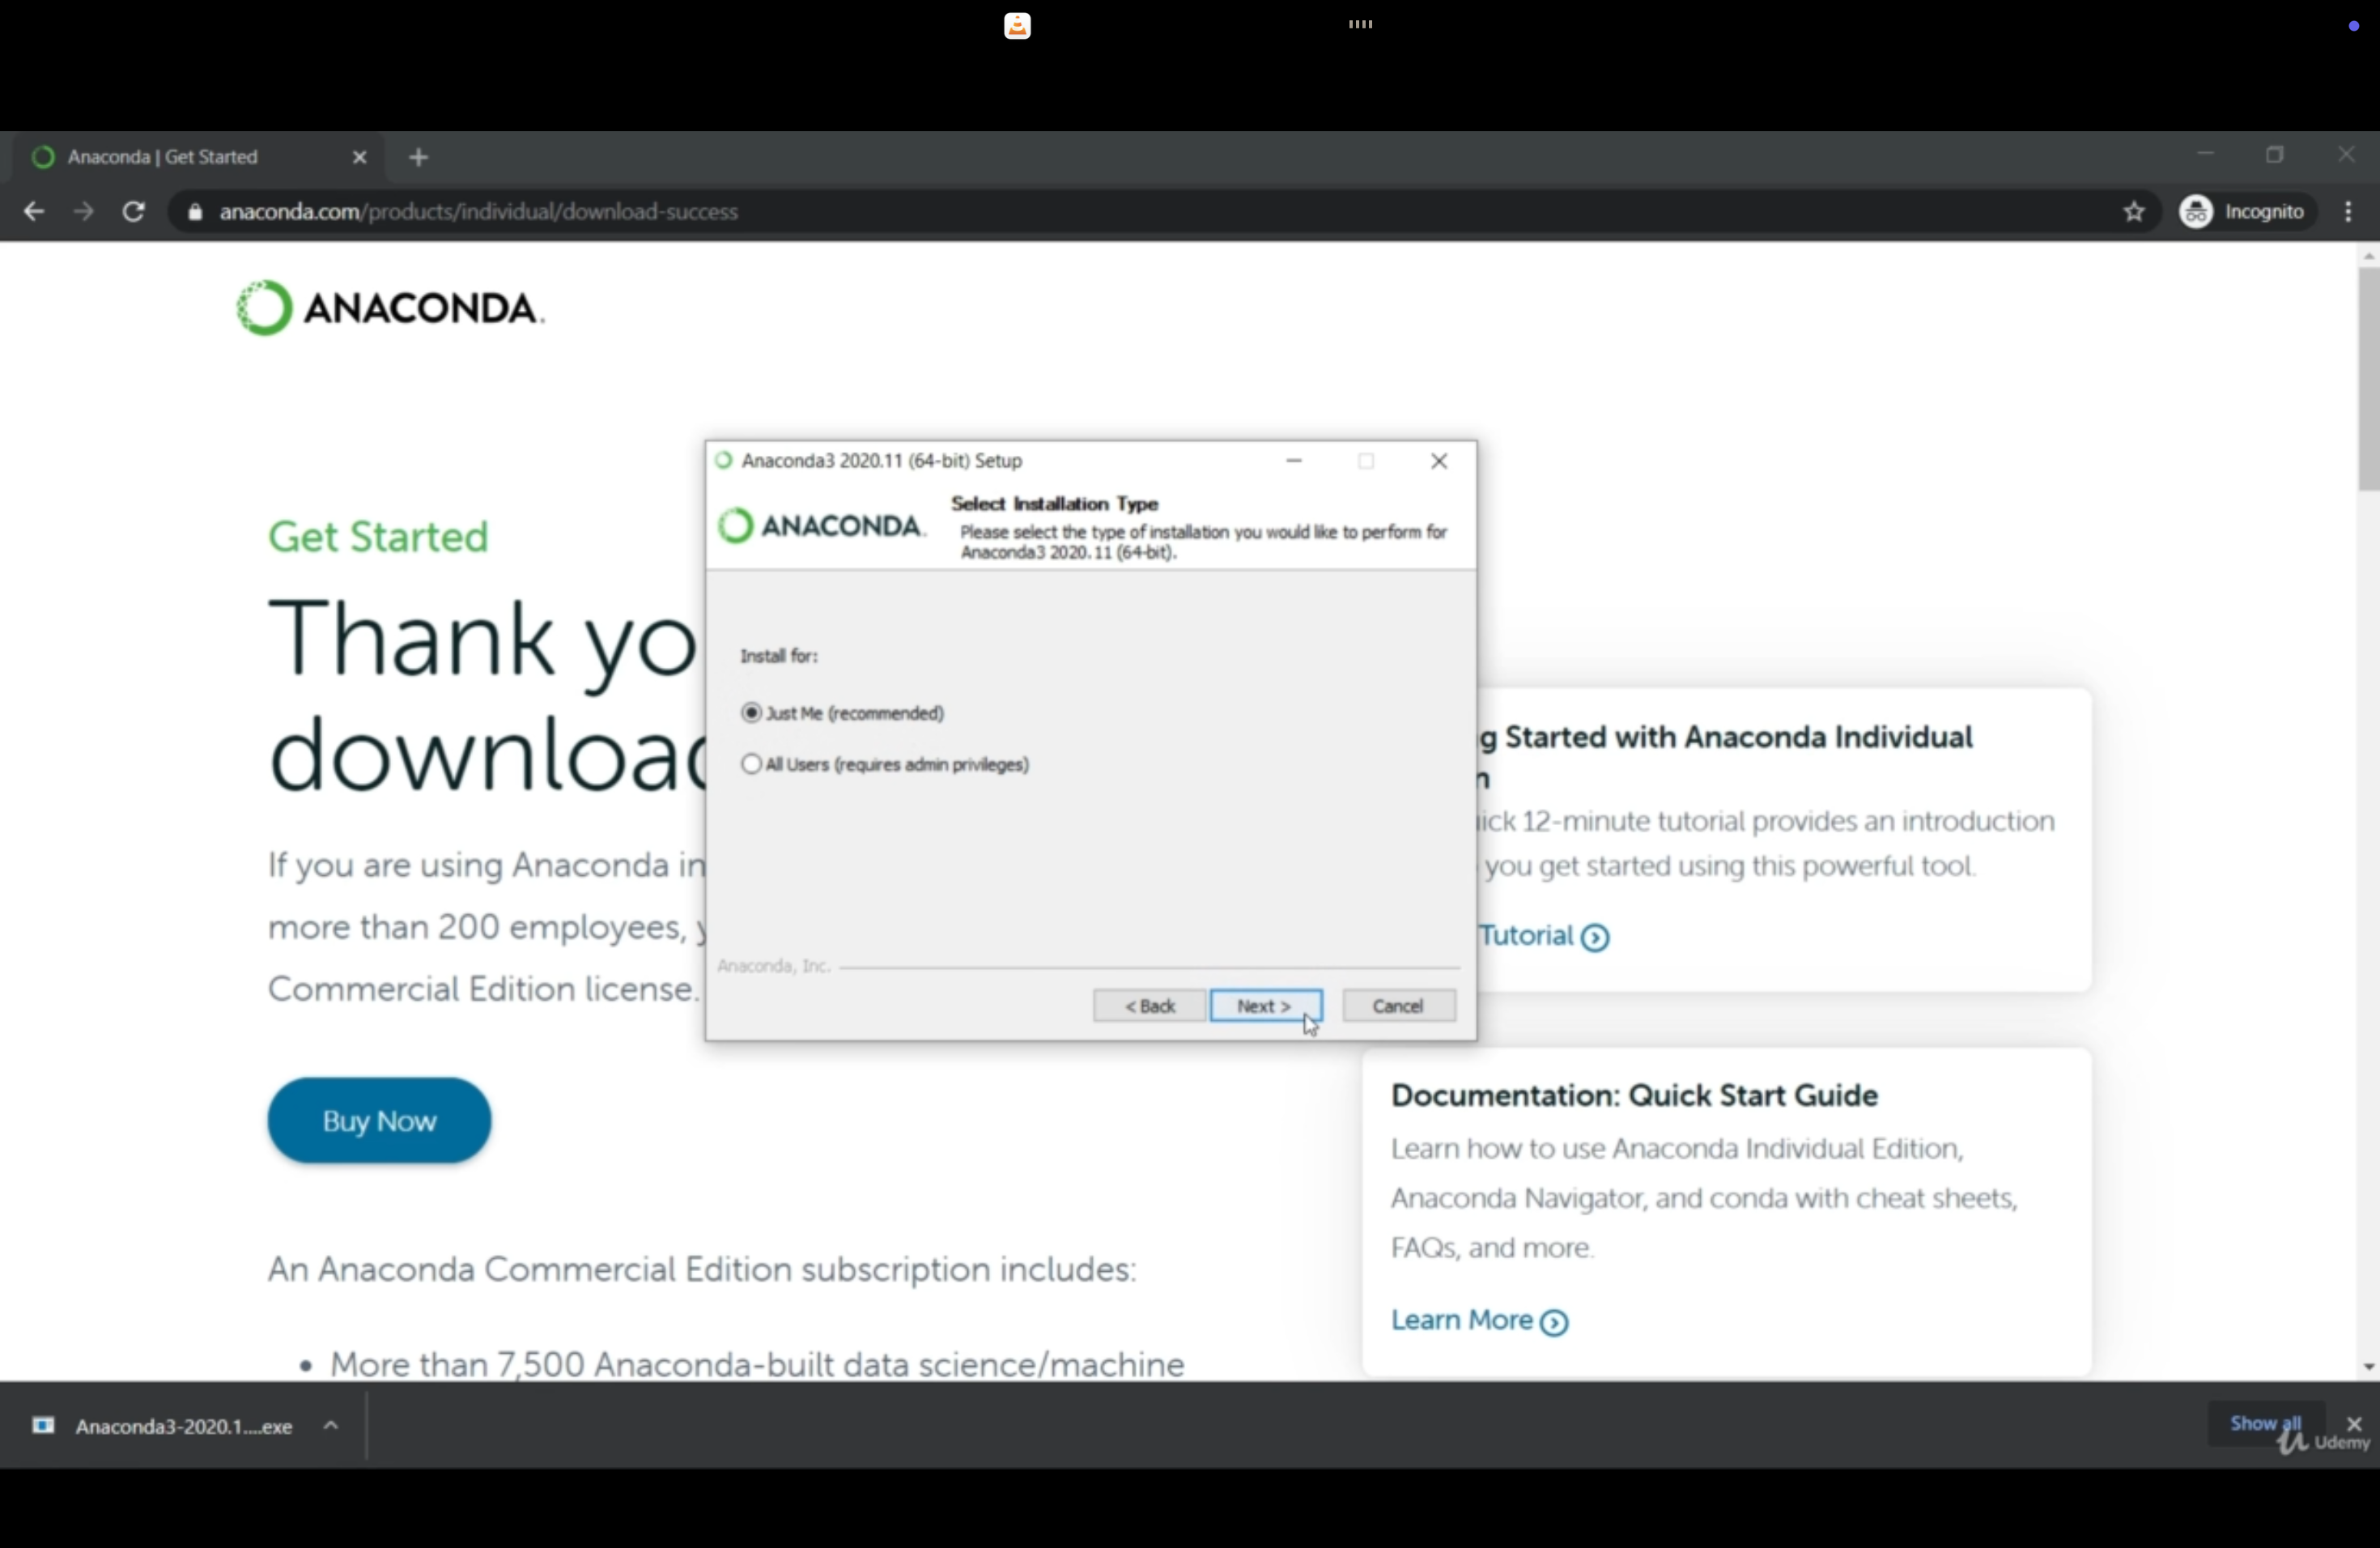 Anaconda | Get Started
anaconda.com/products/individual/download-success
Incognito
ANACONDA.
Get Started
Thank yo
download
If you are using Anaconda in
more than 200 employees, y
Commercial Edition license.
Buy Now
An Anaconda Commercial Edition subscription includes:
• More than 7,500 Anaconda-built data science/machine
Anaconda3 2020.11 (64-bit) Setup
ANACONDA.
Select Installation Type
Please select the type of installation you would like to perform for
Anaconda3 2020.11 (64-bit).
Install for:
Just Me (recommended)
All Users (requires admin privileges)
Anaconda, Inc.
< Back
Next >
Cancel
g Started with Anaconda Individual
n
ick 12-minute tutorial provides an introduction
you get started using this powerful tool.
Tutorial
Documentation: Quick Start Guide
Learn how to use Anaconda Individual Edition,
Anaconda Navigator, and conda with cheat sheets,
FAQs, and more.
Learn More
Anaconda3-2020.1....exe
Show all
Udemy